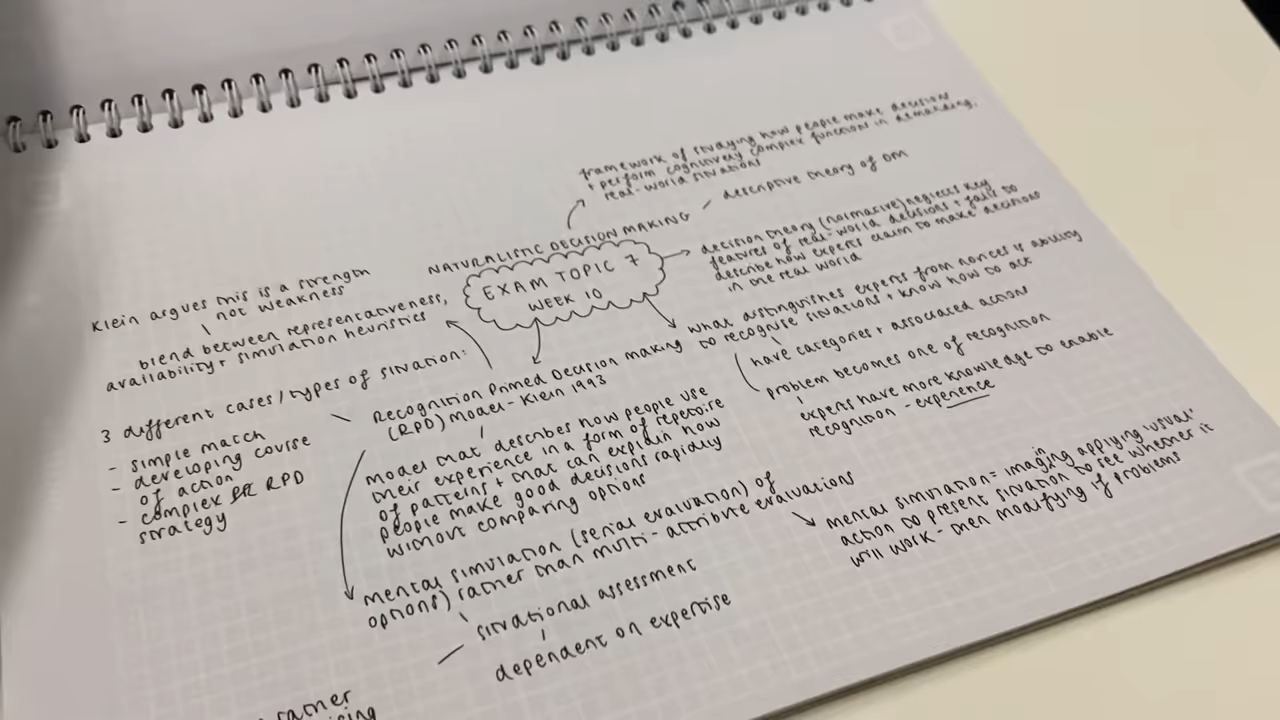 framework of studying how people make decisions
+ perform cognitively complex function in demanding,
real-world situations
descriptive theory of DM
NATURALISTIC DECISION MAKING
EXAM TOPIC 7
WEEK 10
decision theory (normative) neglects key
features of real-world decisions + fails to
describe how experts claim to make decisions
in the real world
what distinguishes experts from novices is ability
to recognise situations + know how to act
have categories + associated actions
problem becomes one of recognition
experts have more knowledge to enable
recognition - experience
Klein argues this is a strength
not weakness
blend between representativeness,
availability + simulation heuristics
3 different cases/types of situation:
- simple match
- developing course
of action
- complex RPD
strategy
Recognition Primed Decision making
(RPD) model - Klein 1993
model that describes how people use
their experience in a form of repetoire
of patterns + that can explain how
people make good decisions rapidly
without comparing options
mental simulation (serial evaluation) of
options) rather than multi-attribute evaluations
mental simulation = imaging applying 'usual'
action to present situation to see whether it
will work - then modifying if problems
situational assessment
dependent on expertise
rather